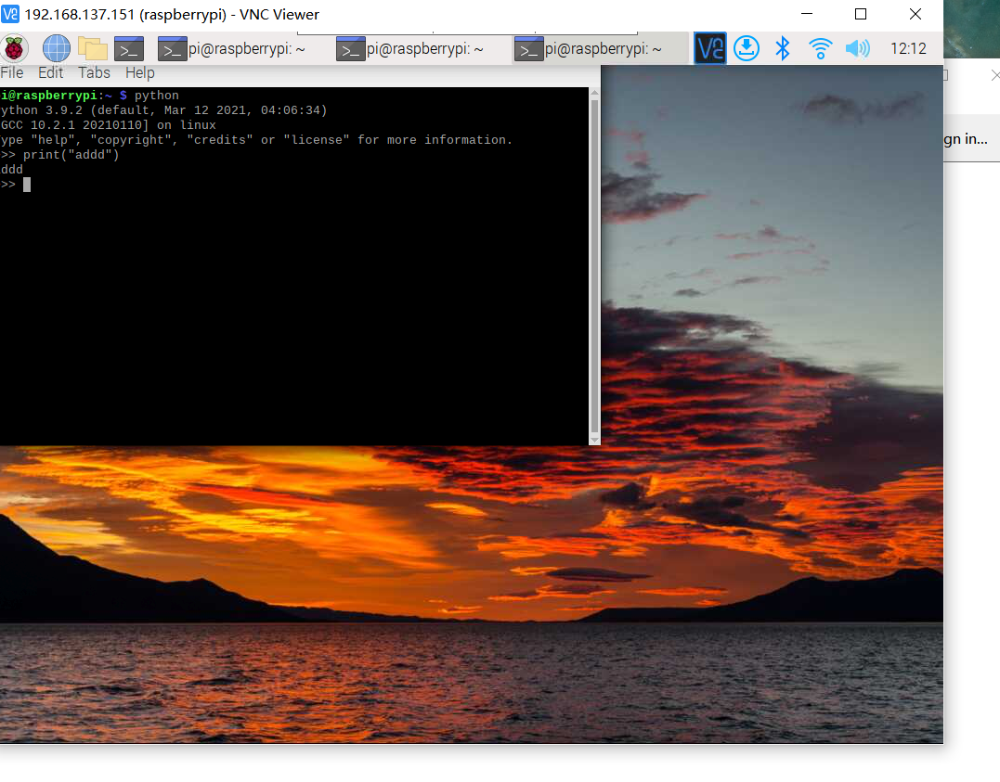 192.168.137.151 (raspberrypi) - VNC Viewer
pi@raspberrypi: ~ pi@raspberrypi: ~ pi@raspberrypi: ~ 12:12
File Edit Tabs Help
i@raspberrypi:~ $ python
ython 3.9.2 (default, Mar 12 2021, 04:06:34)
GCC 10.2.1 20210110] on linux
ype "help", "copyright", "credits" or "license" for more information.
>> print("addd")
ddd
>>
gn in...